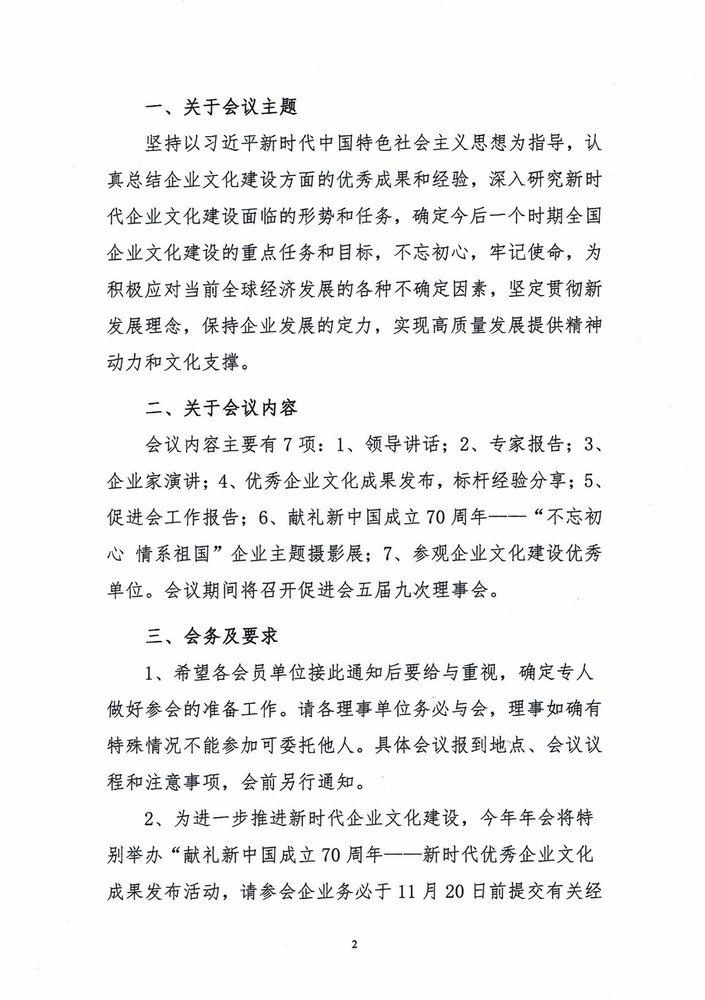 一、关于会议主题
坚持以习近平新时代中国特色社会主义思想为指导，认
真总结企业文化建设方面的优秀成果和经验，深入研究新时
代企业文化建设面临的形势和任务，确定今后一个时期全国
企业文化建设的重点任务和目标，不忘初心，牢记使命，为
积极应对当前全球经济发展的各种不确定因素，坚定贯彻新
发展理念，保持企业发展的定力，实现高质量发展提供精神
动力和文化支撑。
二、关于会议内容
会议内容主要有 7 项：1、领导讲话；2、专家报告；3、
企业家演讲；4、优秀企业文化成果发布，标杆经验分享；5、
促进会工作报告；6、献礼新中国成立 70 周年——“不忘初
心 情系祖国”企业主题摄影展；7、参观企业文化建设优秀
单位。会议期间将召开促进会五届九次理事会。
三、会务及要求
1、希望各会员单位接此通知后要给与重视，确定专人
做好参会的准备工作。请各理事单位务必与会，理事如确有
特殊情况不能参加可委托他人。具体会议报到地点、会议议
程和注意事项，会前另行通知。
2、为进一步推进新时代企业文化建设，今年年会将特
别举办“献礼新中国成立 70 周年——新时代优秀企业文化
成果发布活动，请参会企业务必于 11 月 20 日前提交有关经
2